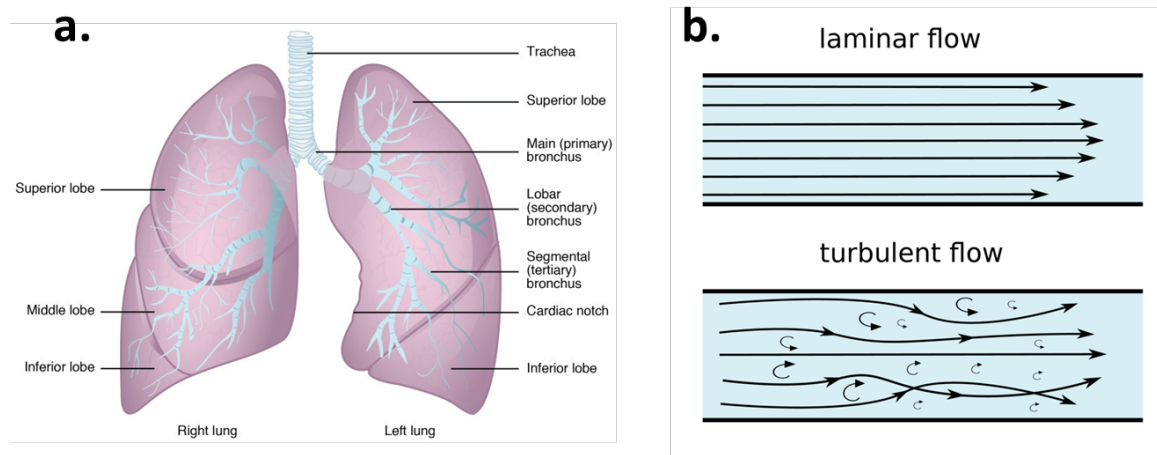 a.
Trachea
Superior lobe
Main (primary)
bronchus
Lobar
(secondary)
bronchus
Segmental
(tertiary)
bronchus
Cardiac notch
Inferior lobe
Superior lobe
Middle lobe
Inferior lobe
Right lung
Left lung
b.
laminar flow
turbulent flow